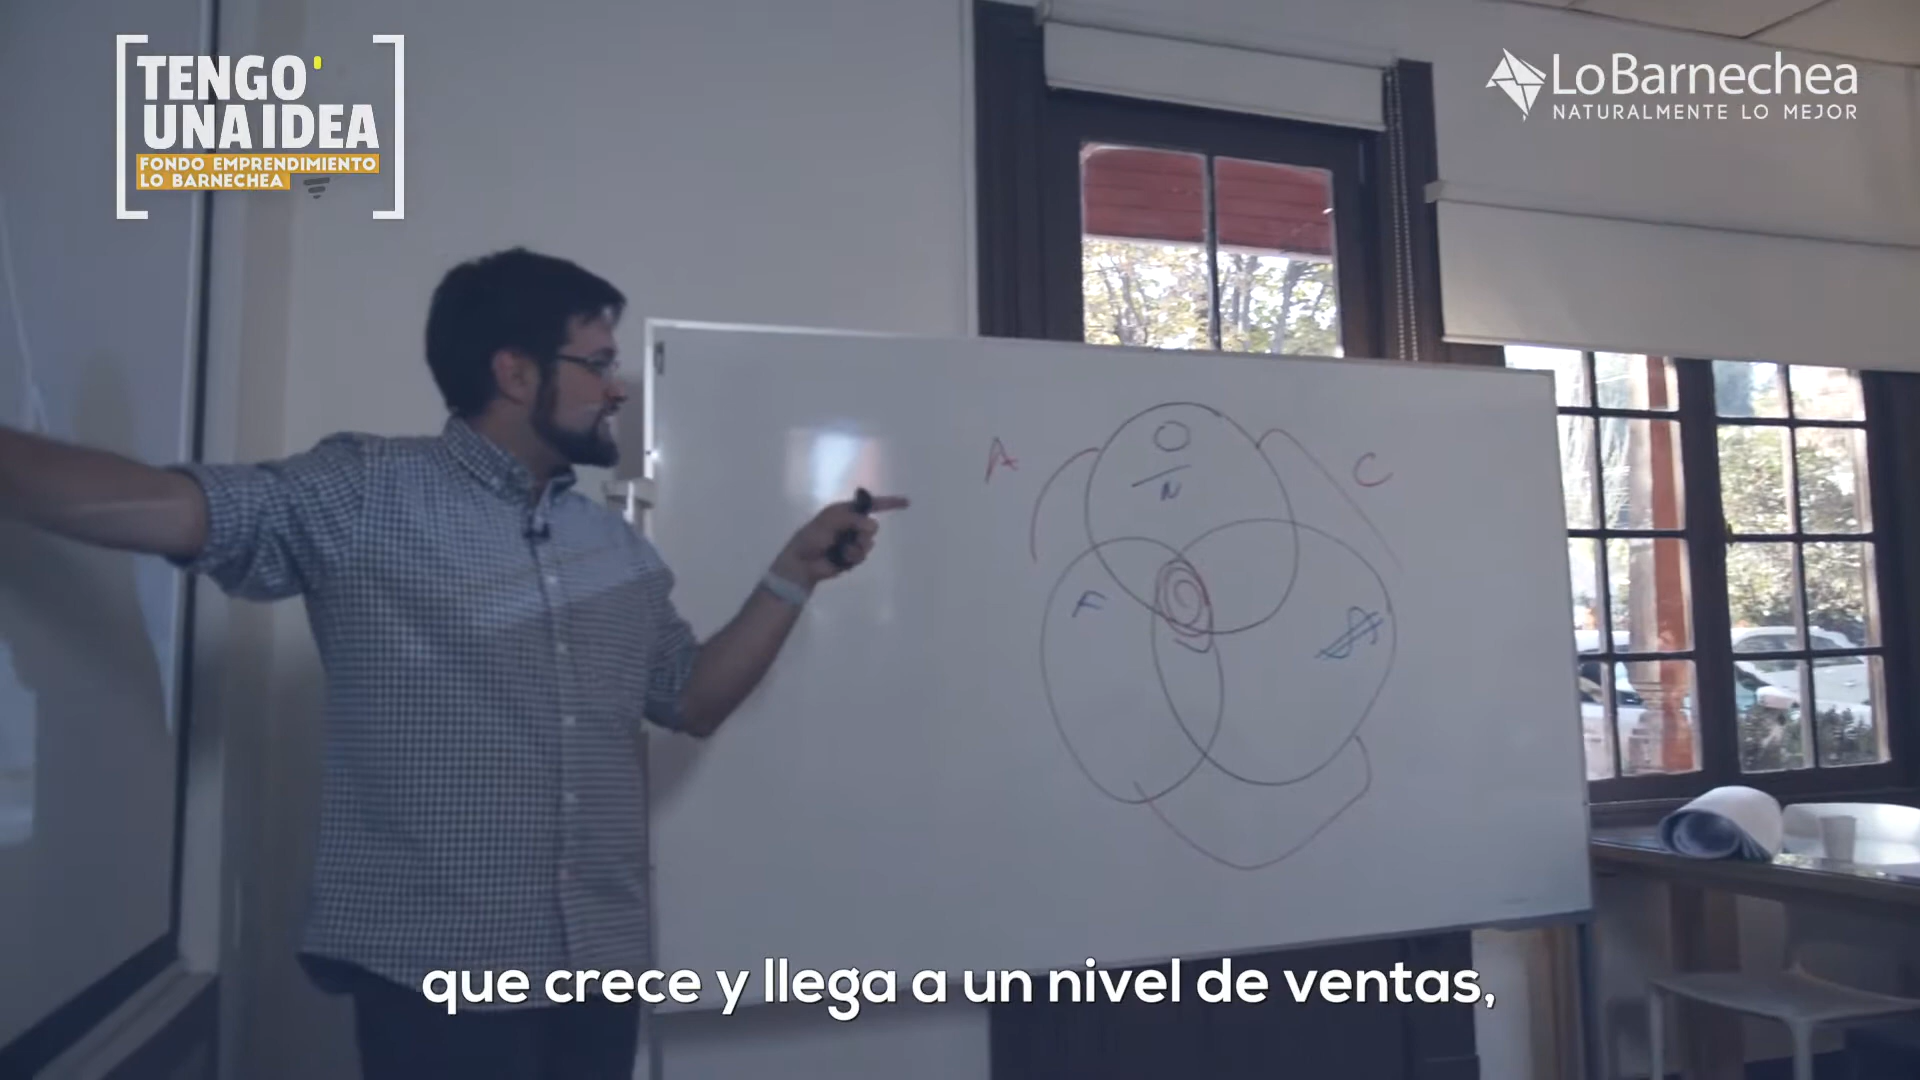 TENGO
UNA IDEA
FONDO EMPRENDIMIENTO
LO BARNECHEA
LoBarnechea
NATURALMENTE LO MEJOR
A
C
O
N
F
$
que crece y llega a un nivel de ventas,